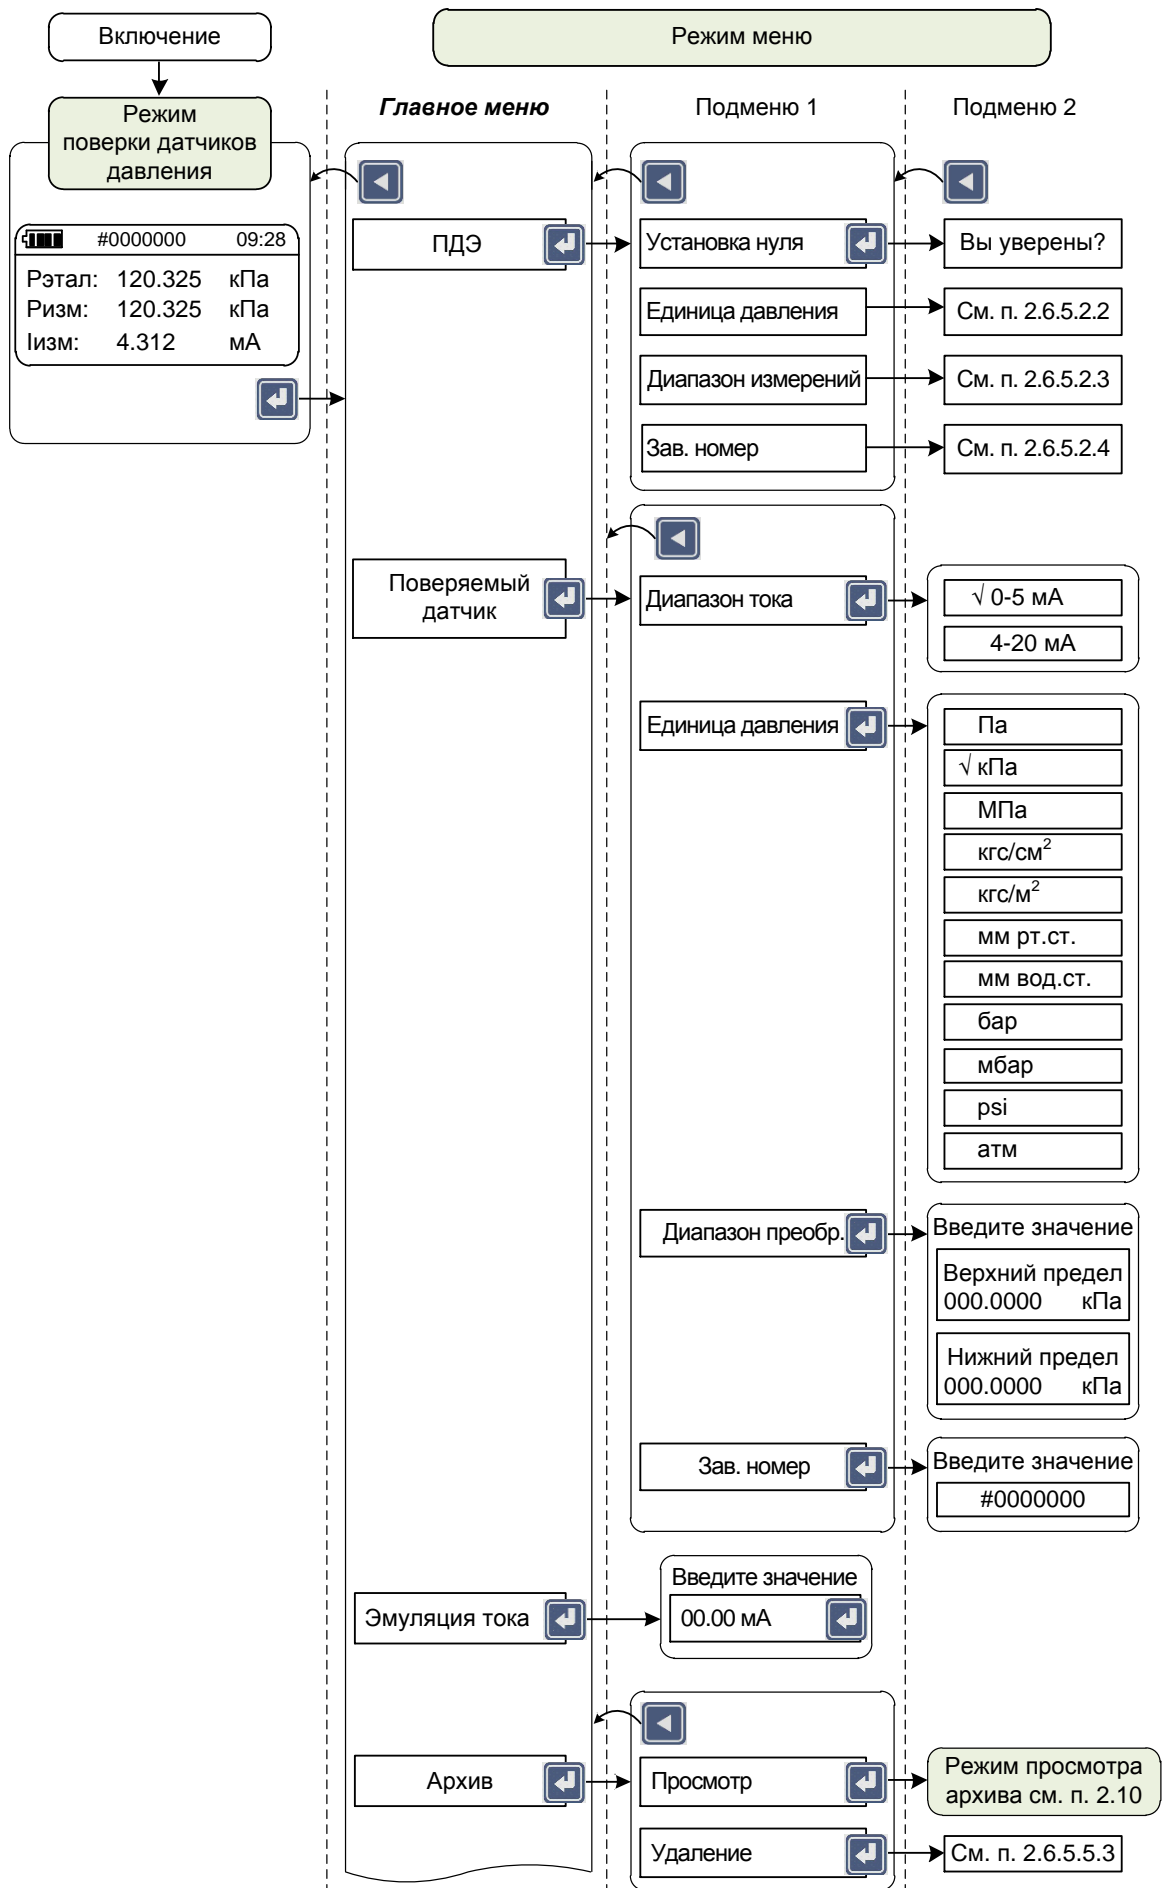 Включение
Режим меню
Режим
поверки датчиков
давления
Главное меню
Подменю 1
Подменю 2
#0000000 09:28
Рэтал: 120.325 кПа
Ризм: 120.325 кПа
Iизм: 4.312 мА
ПДЭ
Установка нуля
Вы уверены?
Единица давления
См. п. 2.6.5.2.2
Диапазон измерений
См. п. 2.6.5.2.3
Зав. номер
См. п. 2.6.5.2.4
Поверяемый
датчик
Диапазон тока
√ 0-5 мА
4-20 мА
Единица давления
Па
√ кПа
МПа
кгс/см²
кгс/м²
мм рт.ст.
мм вод.ст.
бар
мбар
psi
атм
Диапазон преобр.
Введите значение
Верхний предел
000.0000 кПа
Нижний предел
000.0000 кПа
Зав. номер
Введите значение
#0000000
Эмуляция тока
Введите значение
00.00 мА
Архив
Просмотр
Режим просмотра
архива см. п. 2.10
Удаление
См. п. 2.6.5.5.3